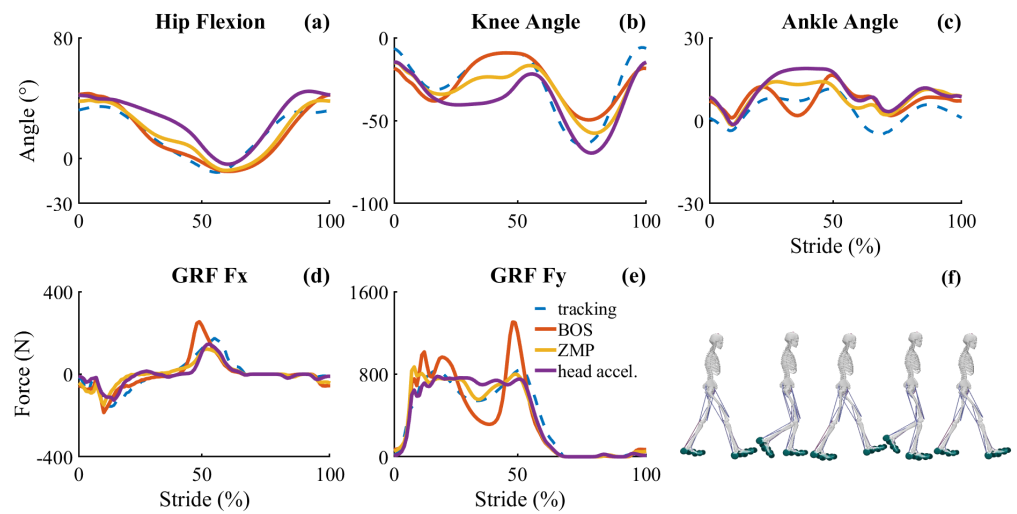 Hip Flexion (a)
Knee Angle (b)
Ankle Angle (c)
Angle (°)
80
0
-30
0
50
100
0
-50
-100
0
50
100
30
0
-30
0
50
100
Stride (%)
GRF Fx (d)
GRF Fy (e)
(f)
Force (N)
400
0
-400
0
50
100
Stride (%)
1600
800
0
0
50
100
Stride (%)
tracking
BOS
ZMP
head accel.